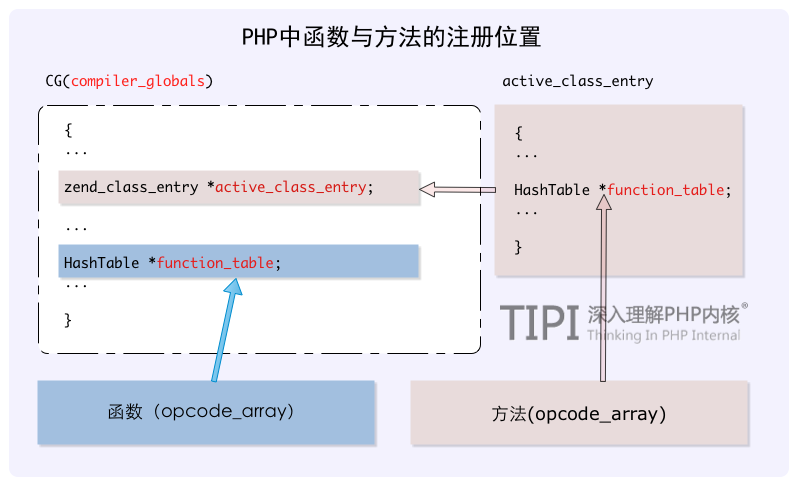 PHP中函数与方法的注册位置
CG(compiler_globals)
{
...
zend_class_entry *active_class_entry;
...
HashTable *function_table;
...
}
active_class_entry
{
...
HashTable *function_table;
...
}
TIPI 深入理解PHP内核®
Thinking In PHP Internal
函数（opcode_array）
方法(opcode_array)